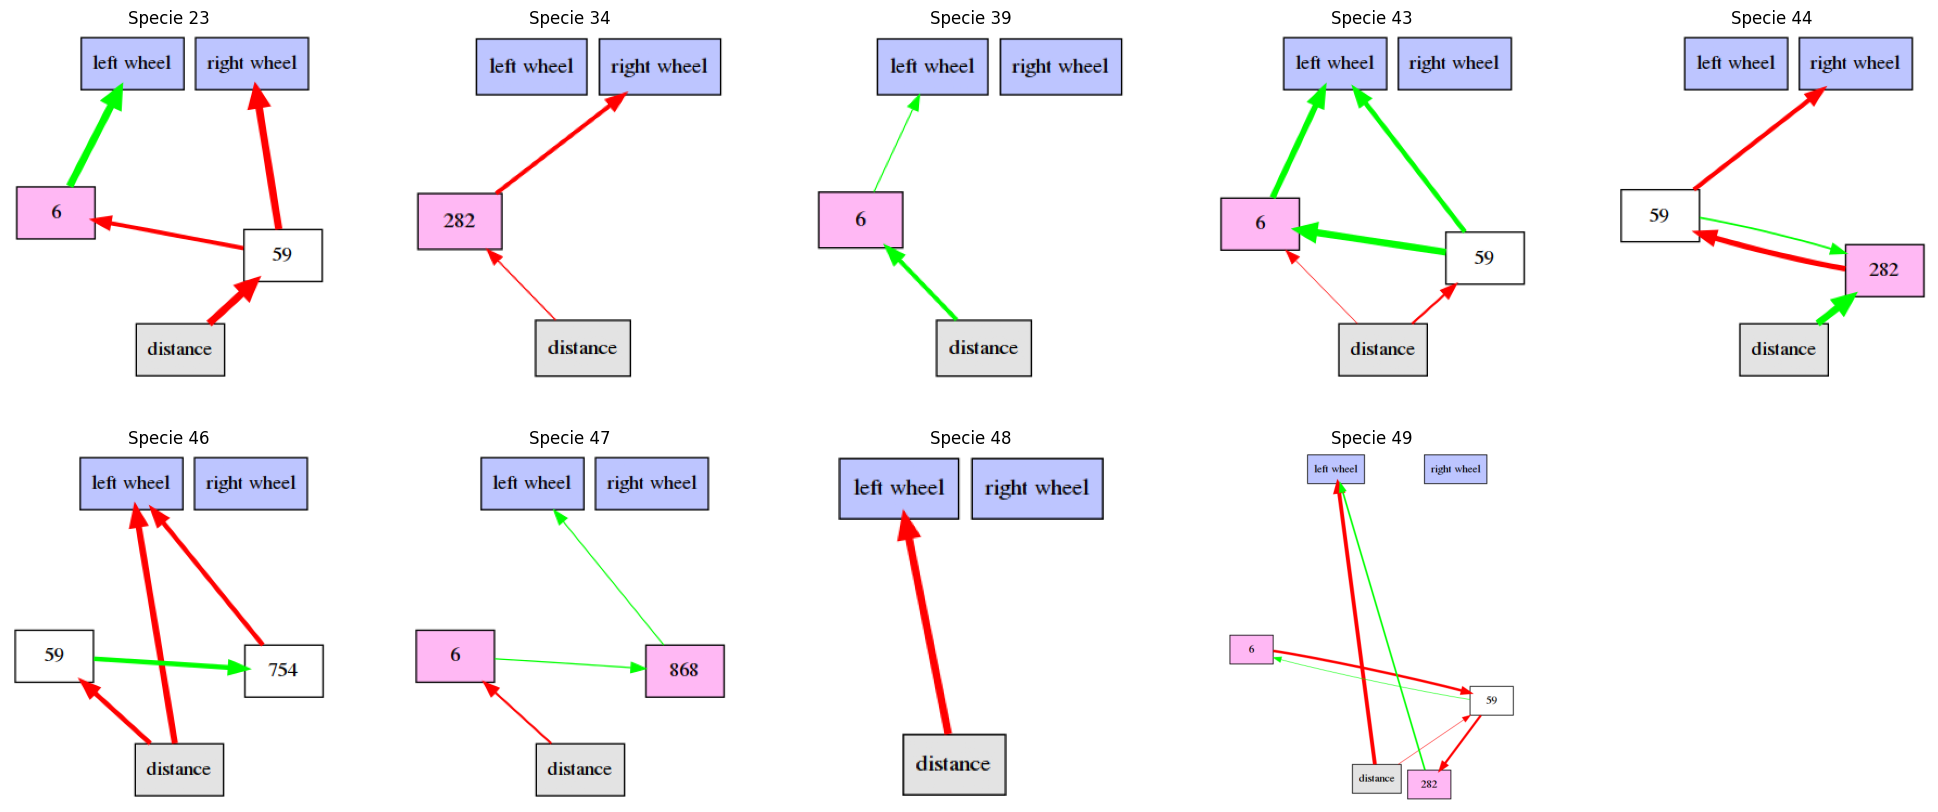 Specie 23
left wheel
right wheel
6
59
distance
Specie 34
left wheel
right wheel
282
distance
Specie 39
left wheel
right wheel
6
distance
Specie 43
left wheel
right wheel
6
59
distance
Specie 44
left wheel
right wheel
59
282
distance
Specie 46
left wheel
right wheel
59
754
distance
Specie 47
left wheel
right wheel
6
868
distance
Specie 48
left wheel
right wheel
distance
Specie 49
left wheel
right wheel
6
59
distance
282